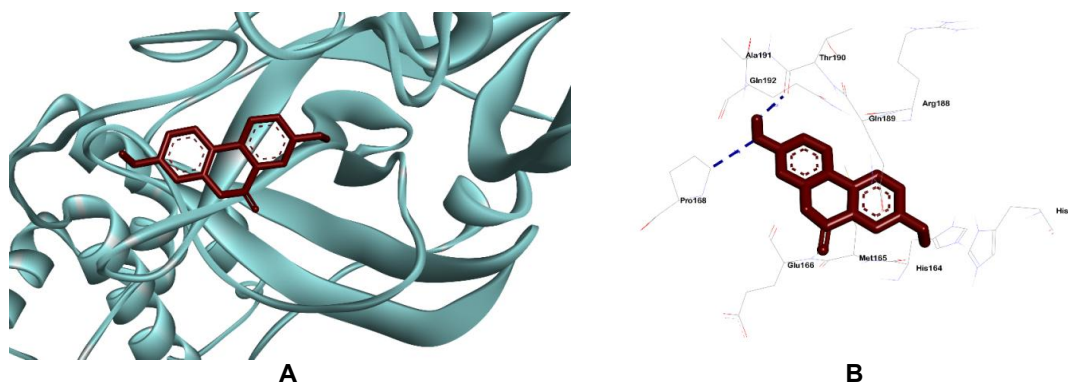 Ala191
Thr190
Gln192
Arg188
Gln189
Pro168
His
Glu166
Met165
His164
A
B